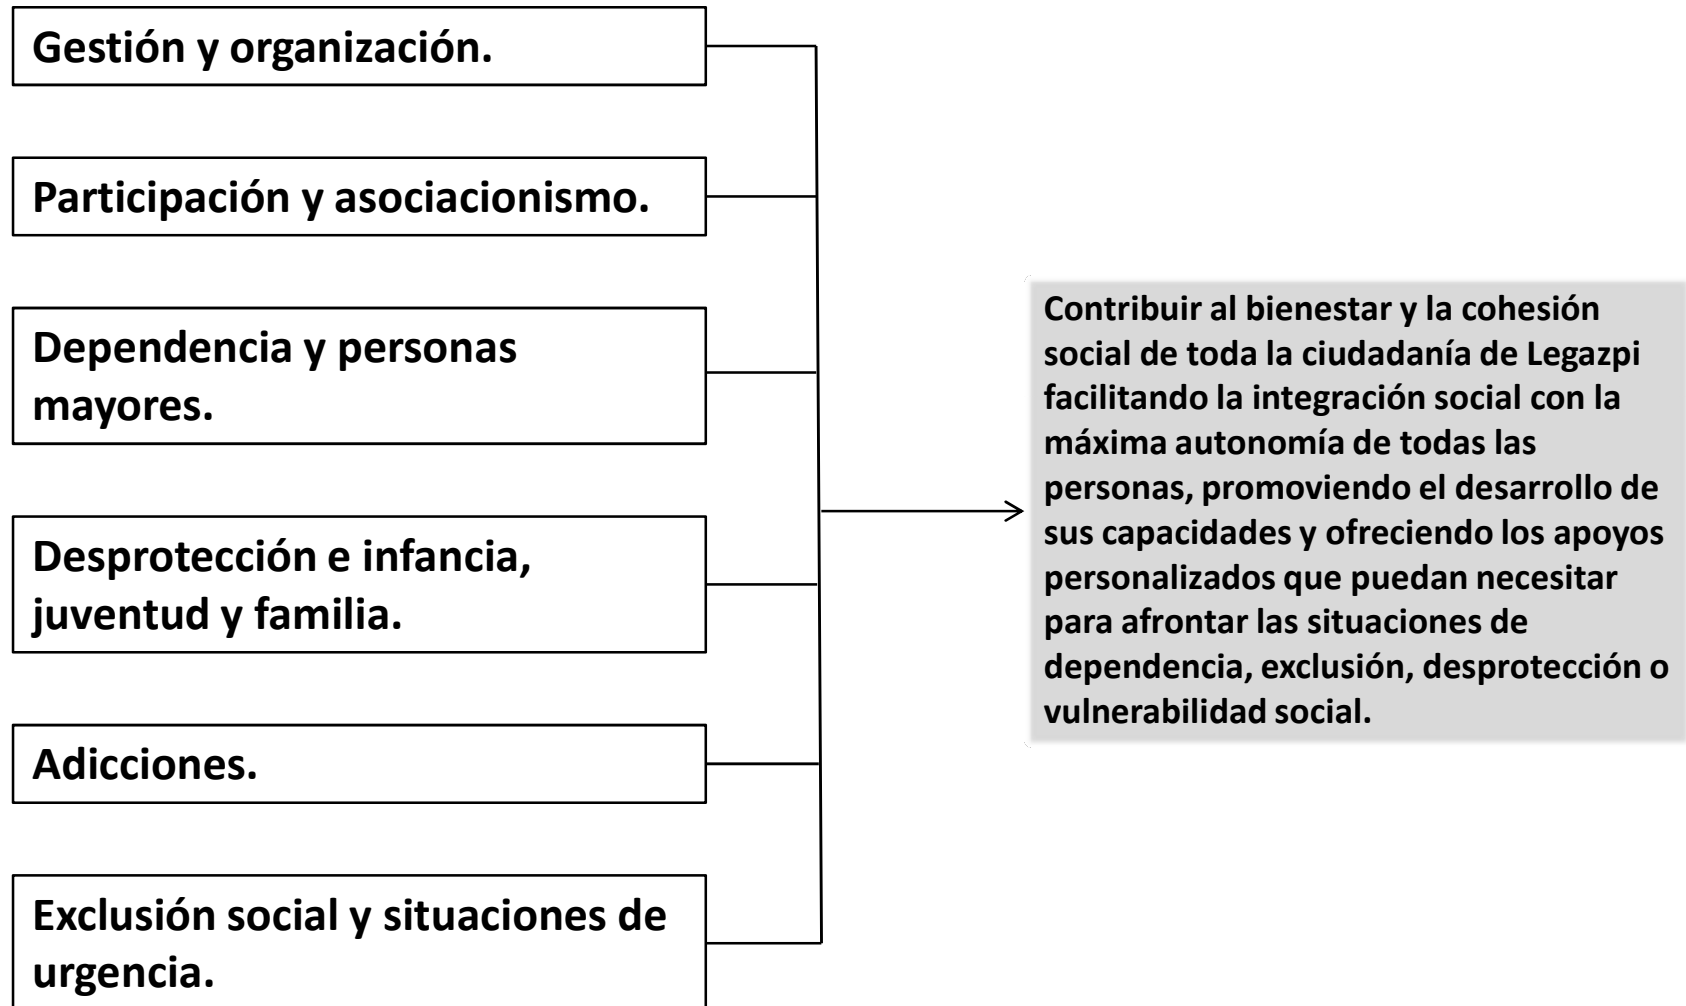 Gestión y organización.
Participación y asociacionismo.
Dependencia y personas
mayores.
Desprotección e infancia,
juventud y familia.
Adicciones.
Exclusión social y situaciones de
urgencia.
Contribuir al bienestar y la cohesión
social de toda la ciudadanía de Legazpi
facilitando la integración social con la
máxima autonomía de todas las
personas, promoviendo el desarrollo de
sus capacidades y ofreciendo los apoyos
personalizados que puedan necesitar
para afrontar las situaciones de
dependencia, exclusión, desprotección o
vulnerabilidad social.